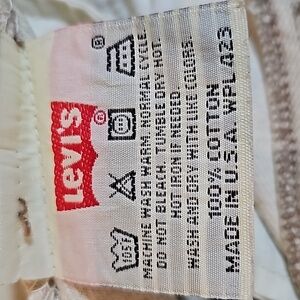 Levi's
®
105F
MACHINE WASH WARM, NORMAL CYCLE.
DO NOT BLEACH. TUMBLE DRY HOT.
HOT IRON IF NEEDED.
WASH AND DRY WITH LIKE COLORS.
100% COTTON
MADE IN U.S.A. WPL 423